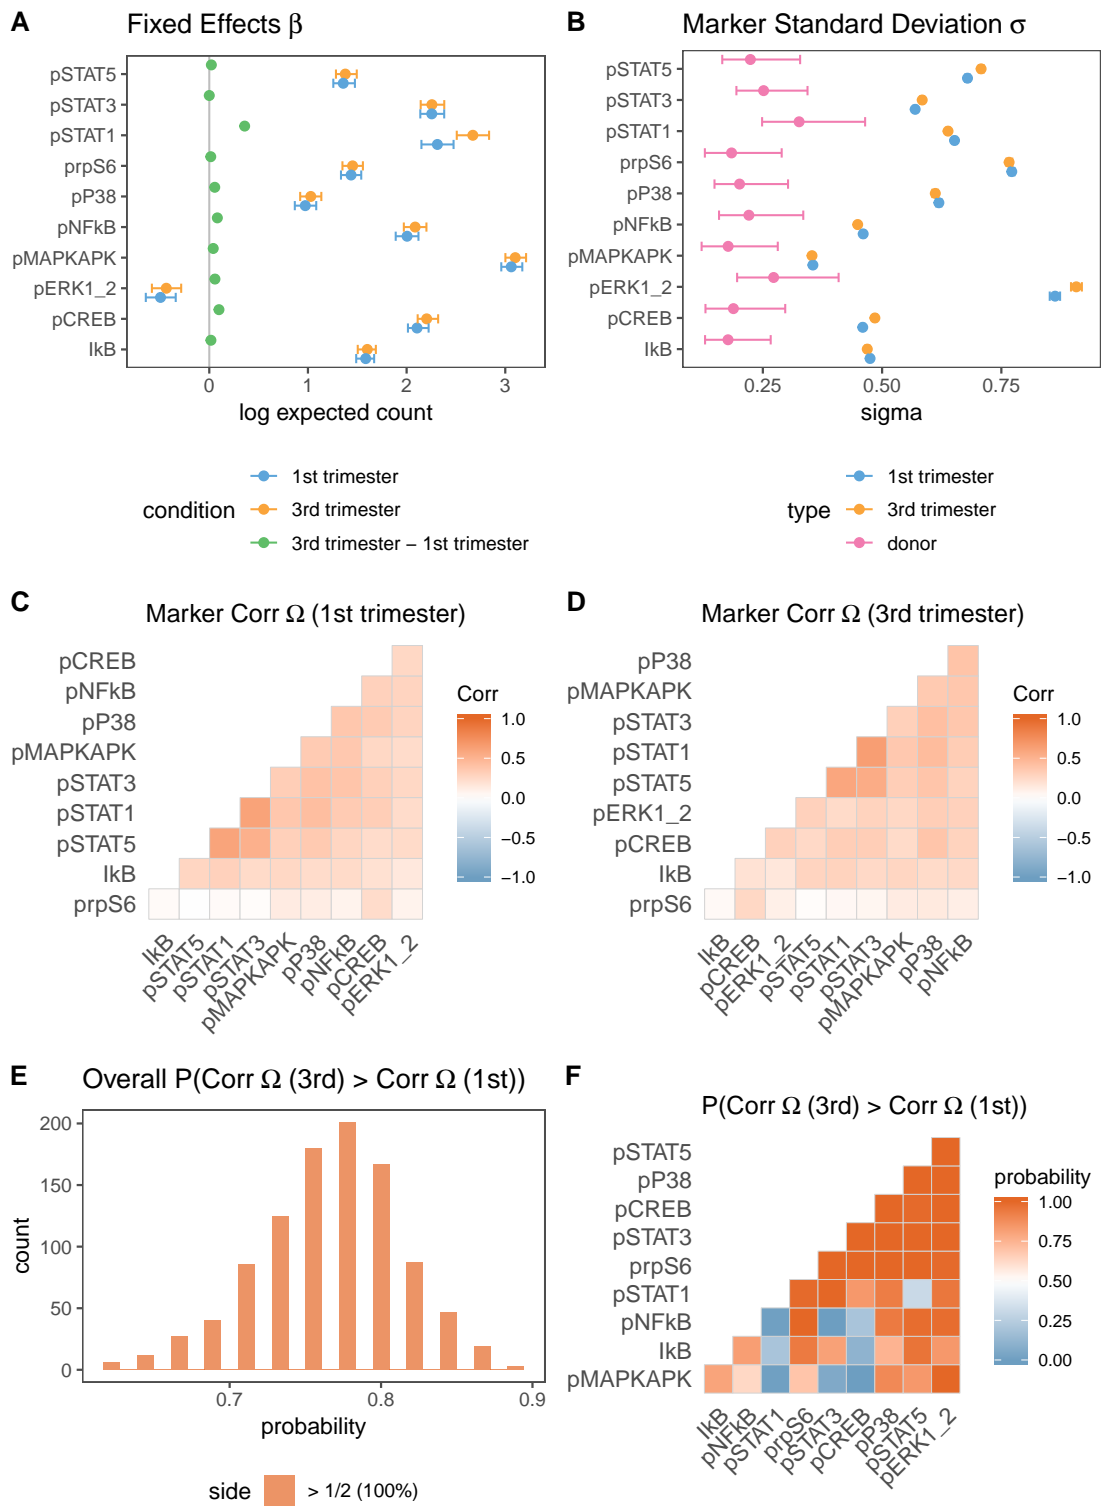 A
Fixed Effects β
pSTAT5
pSTAT3
pSTAT1
prpS6
pP38
pNFkB
pMAPKAPK
pERK1_2
pCREB
IkB
0 1 2 3
log expected count
condition
1st trimester
3rd trimester
3rd trimester − 1st trimester
B
Marker Standard Deviation σ
pSTAT5
pSTAT3
pSTAT1
prpS6
pP38
pNFkB
pMAPKAPK
pERK1_2
pCREB
IkB
0.25 0.50 0.75
sigma
type
1st trimester
3rd trimester
donor
C
Marker Corr Ω (1st trimester)
pCREB
pNFkB
pP38
pMAPKAPK
pSTAT3
pSTAT1
pSTAT5
IkB
prpS6
IkB
pSTAT5
pSTAT1
pSTAT3
pMAPKAPK
pP38
pNFkB
pCREB
pERK1_2
Corr
1.0
0.5
0.0
−0.5
−1.0
D
Marker Corr Ω (3rd trimester)
pP38
pMAPKAPK
pSTAT3
pSTAT1
pSTAT5
pERK1_2
pCREB
IkB
prpS6
IkB
pCREB
pERK1_2
pSTAT5
pSTAT1
pSTAT3
pMAPKAPK
pP38
pNFkB
Corr
1.0
0.5
0.0
−0.5
−1.0
E
Overall P(Corr Ω (3rd) > Corr Ω (1st))
200
150
100
50
0
count
0.7 0.8 0.9
probability
side
> 1/2 (100%)
F
P(Corr Ω (3rd) > Corr Ω (1st))
pSTAT5
pP38
pCREB
pSTAT3
prpS6
pSTAT1
pNFkB
IkB
pMAPKAPK
IkB
pNFkB
pSTAT1
prpS6
pSTAT3
pCREB
pP38
pSTAT5
pERK1_2
probability
1.00
0.75
0.50
0.25
0.00